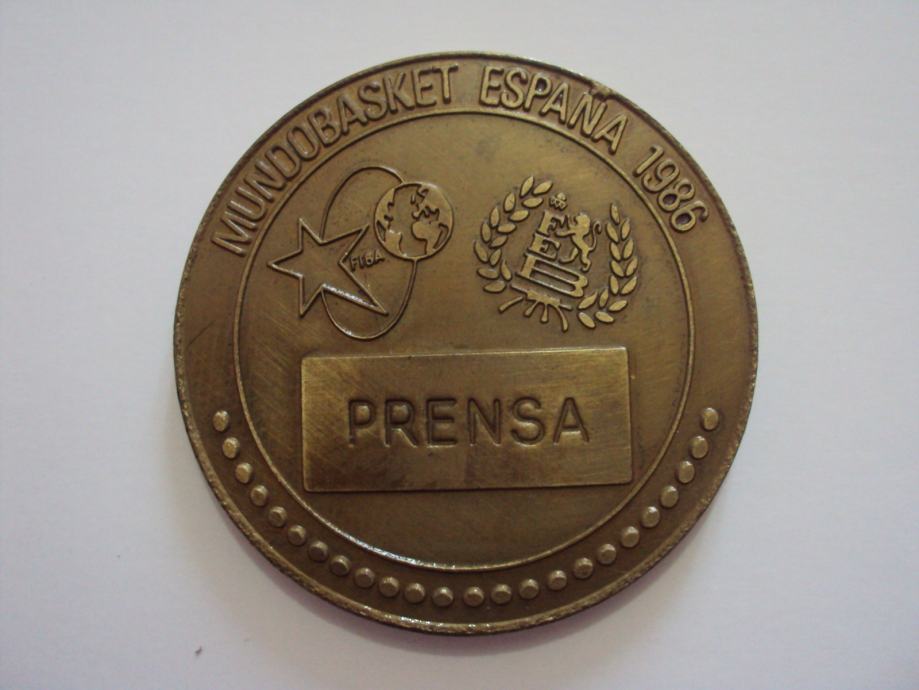 MUNDOBASKET ESPAÑA 1986
FIBA
FEB
PRENSA